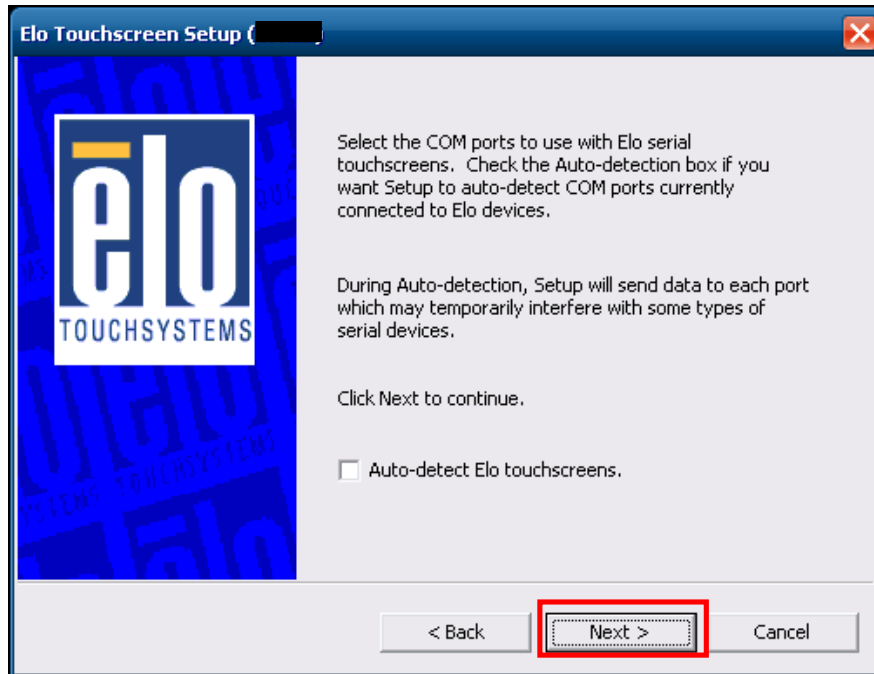 Elo Touchscreen Setup (
elo
TOUCHSYSTEMS
Select the COM ports to use with Elo serial
touchscreens. Check the Auto-detection box if you
want Setup to auto-detect COM ports currently
connected to Elo devices.
During Auto-detection, Setup will send data to each port
which may temporarily interfere with some types of
serial devices.
Click Next to continue.
Auto-detect Elo touchscreens.
< Back
Next >
Cancel